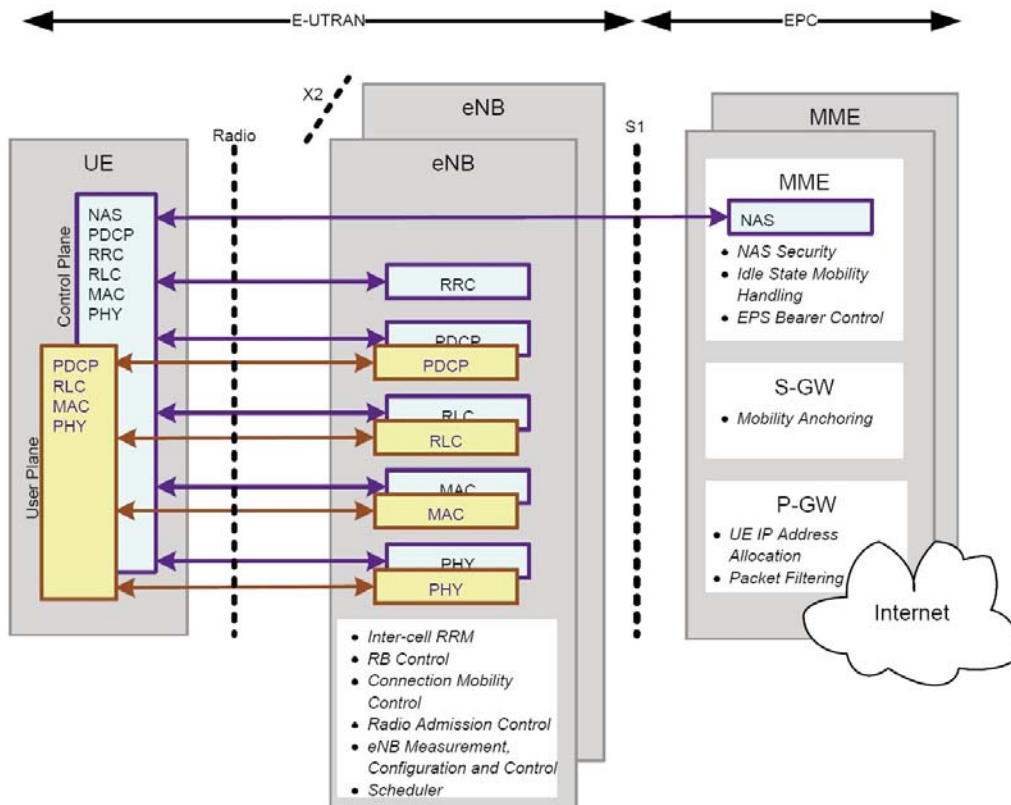 E-UTRAN
EPC
X2
eNB
MME
Radio
S1
UE
eNB
MME
Control Plane
NAS
PDCP
RRC
RLC
MAC
PHY
User Plane
PDCP
RLC
MAC
PHY
RRC
PDCP
PDCP
RLC
RLC
MAC
MAC
PHY
PHY
• Inter-cell RRM
• RB Control
• Connection Mobility
Control
• Radio Admission Control
• eNB Measurement,
Configuration and Control
• Scheduler
NAS
• NAS Security
• Idle State Mobility
Handling
• EPS Bearer Control
S-GW
• Mobility Anchoring
P-GW
• UE IP Address
Allocation
• Packet Filtering
Internet